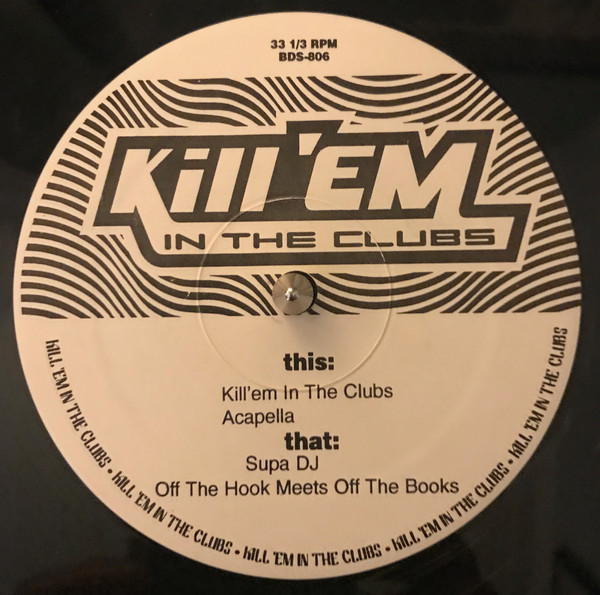 33 1/3 RPM
BDS-806
Kill'EM
IN THE CLUBS
this:
Kill'em In The Clubs
Acapella
that:
Supa DJ
Off The Hook Meets Off The Books
KILL 'EM IN THE CLUBS • KILL 'EM IN THE CLUBS • KILL 'EM IN THE CLUBS • KILL 'EM IN THE CLUBS • KILL 'EM IN THE CLUBS